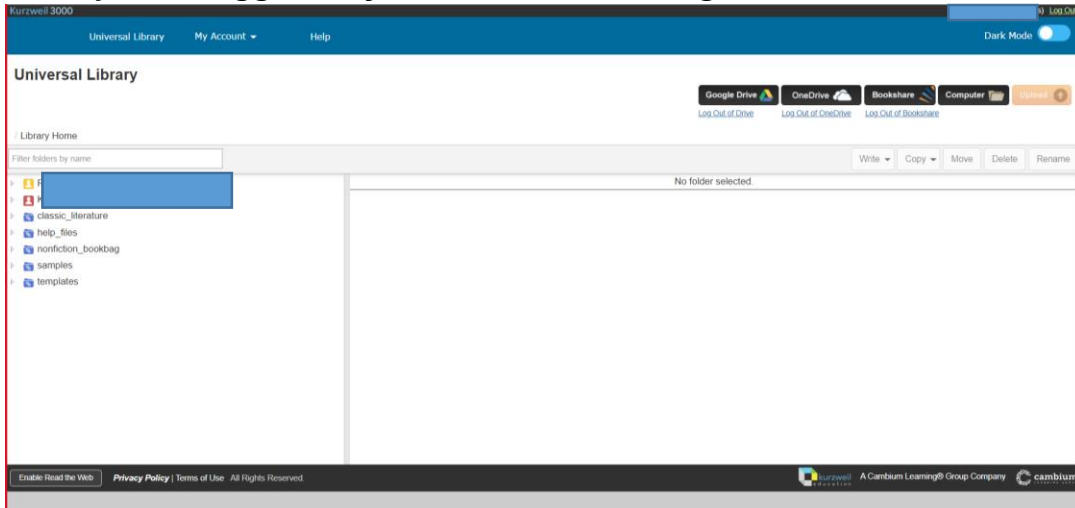 Kurzweil 3000
s) Log Out
Universal Library My Account Help Dark Mode
Universal Library
Google Drive OneDrive Bookshare Computer Upload
Log Out of Drive Log Out of OneDrive Log Out of Bookshare
/ Library Home
Filter folders by name Write Copy Move Delete Rename
No folder selected.
classic_literature
help_files
nonfiction_bookbag
samples
templates
Enable Read the Web Privacy Policy | Terms of Use All Rights Reserved. kurzweil education A Cambium Learning® Group Company cambium